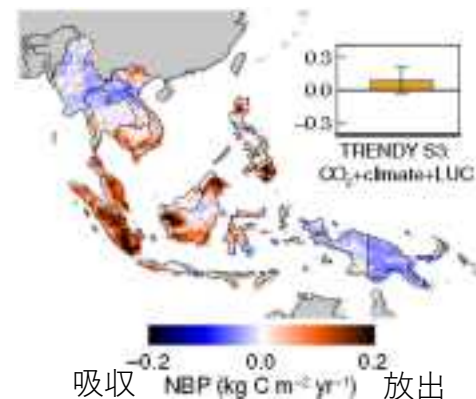 0.3
0.0
−0.3
TRENDY S3:
CO₂+climate+LUC
−0.2 0.0 0.2
吸収 NBP (kg C m⁻² yr⁻¹) 放出